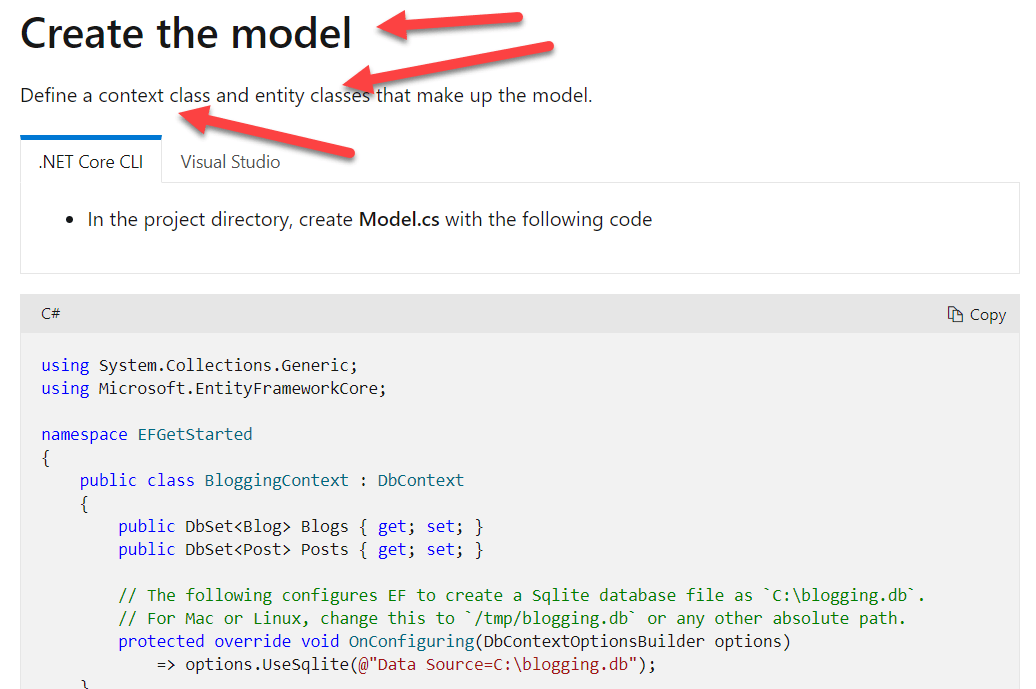 Create the model
Define a context class and entity classes that make up the model.
.NET Core CLI
Visual Studio
• In the project directory, create Model.cs with the following code
C#
Copy
using System.Collections.Generic;
using Microsoft.EntityFrameworkCore;
namespace EFGetStarted
{
    public class BloggingContext : DbContext
    {
        public DbSet<Blog> Blogs { get; set; }
        public DbSet<Post> Posts { get; set; }
        // The following configures EF to create a Sqlite database file as `C:\blogging.db`.
        // For Mac or Linux, change this to `/tmp/blogging.db` or any other absolute path.
        protected override void OnConfiguring(DbContextOptionsBuilder options)
            => options.UseSqlite(@"Data Source=C:\blogging.db");
    }